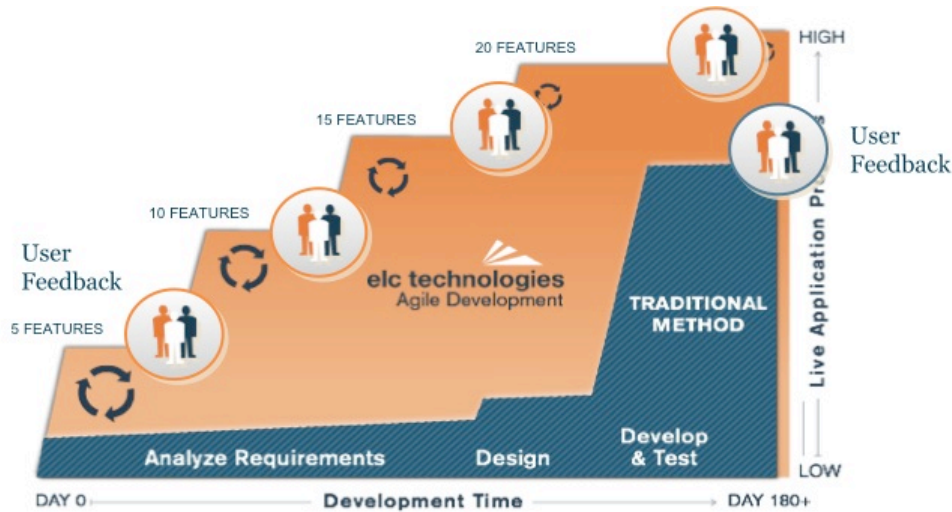 20 FEATURES
HIGH
15 FEATURES
User
Feedback
10 FEATURES
User
Feedback
elc technologies
Agile Development
5 FEATURES
TRADITIONAL
METHOD
Live Application
Analyze Requirements
Design
Develop
& Test
LOW
DAY 0
Development Time
DAY 180+